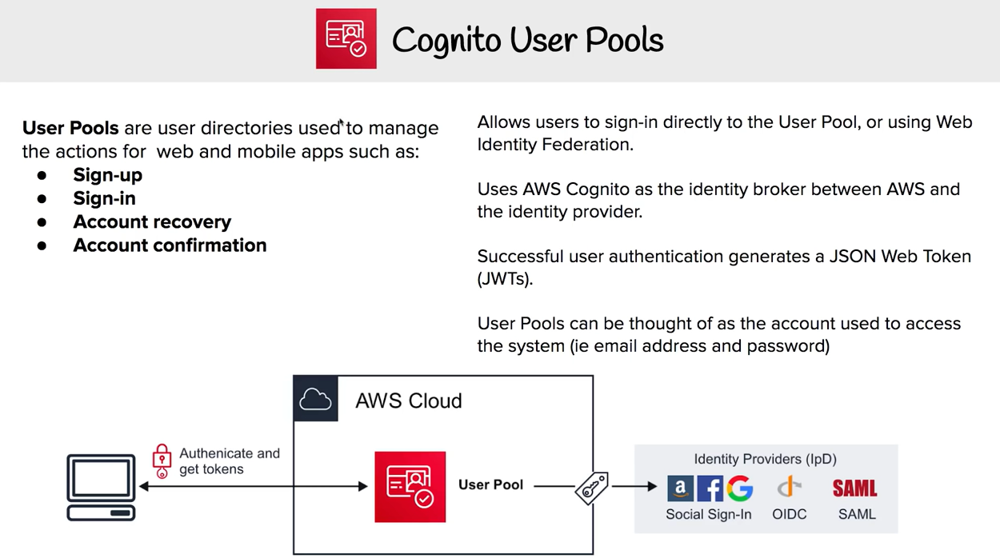 Cognito User Pools
User Pools are user directories used to manage
the actions for web and mobile apps such as:
● Sign-up
● Sign-in
● Account recovery
● Account confirmation
Allows users to sign-in directly to the User Pool, or using Web
Identity Federation.
Uses AWS Cognito as the identity broker between AWS and
the identity provider.
Successful user authentication generates a JSON Web Token
(JWTs).
User Pools can be thought of as the account used to access
the system (ie email address and password)
AWS Cloud
Authenicate and
get tokens
User Pool
Identity Providers (IpD)
a f G SAML
Social Sign-In OIDC SAML